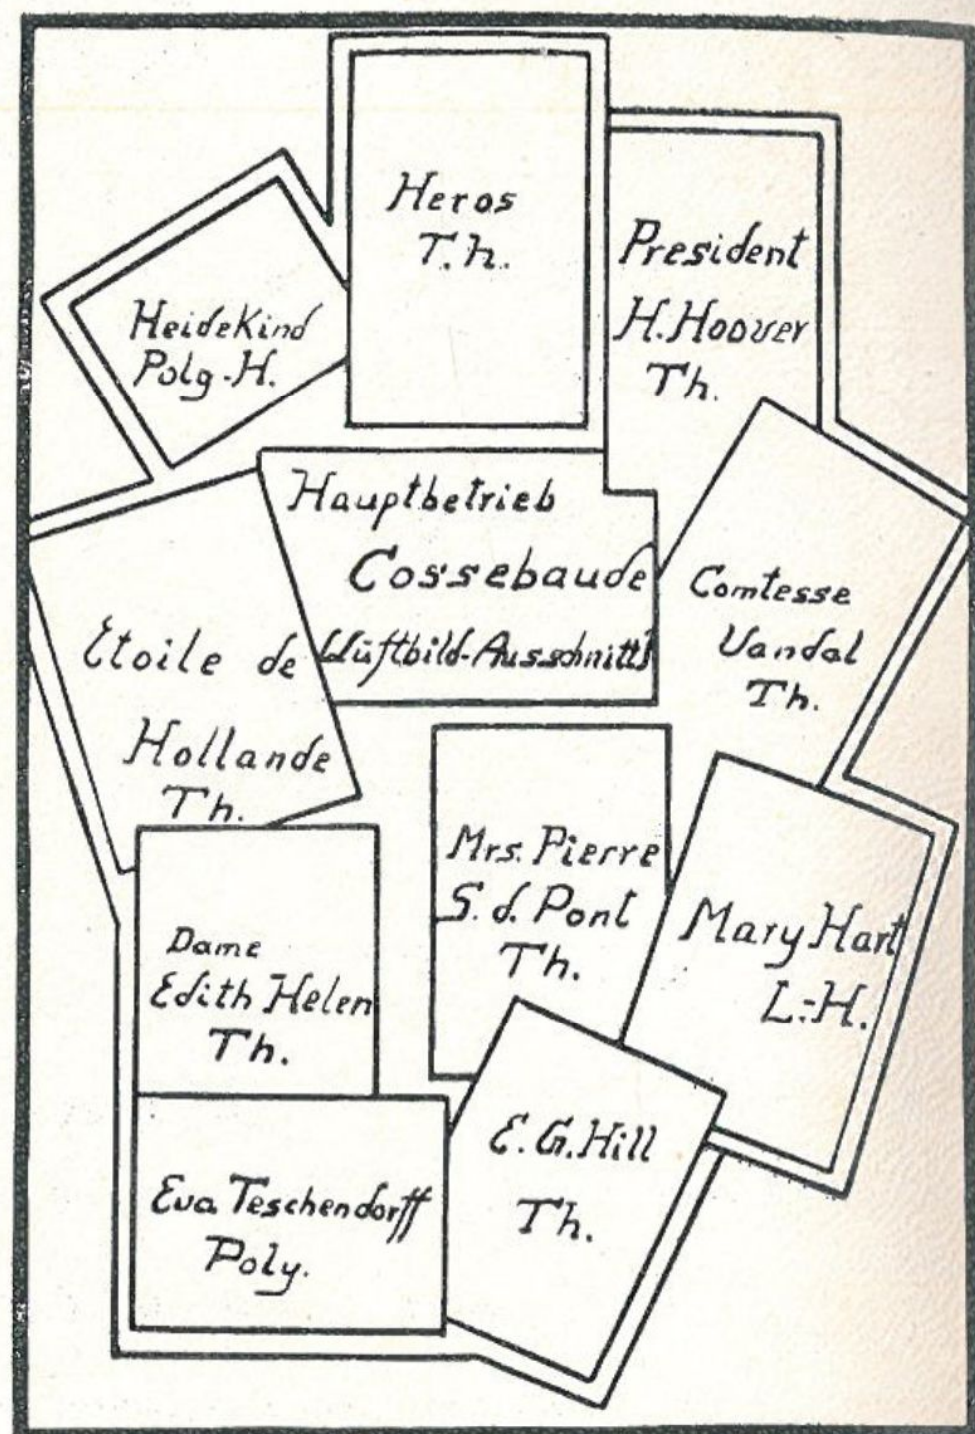 Heros
T.h.
President
H. Hoover
Th.
HeideKind
Polg.-H.
Hauptbetrieb
Cossebaude
(Luftbild-Ausschnitt)
Comtesse
Vandal
Th.
Etoile de
Hollande
Th.
Mrs. Pierre
S. d. Pont
Th.
Mary Hart
L.-H.
Dame
Edith Helen
Th.
E. G. Hill
Th.
Eva Teschendorff
Poly.